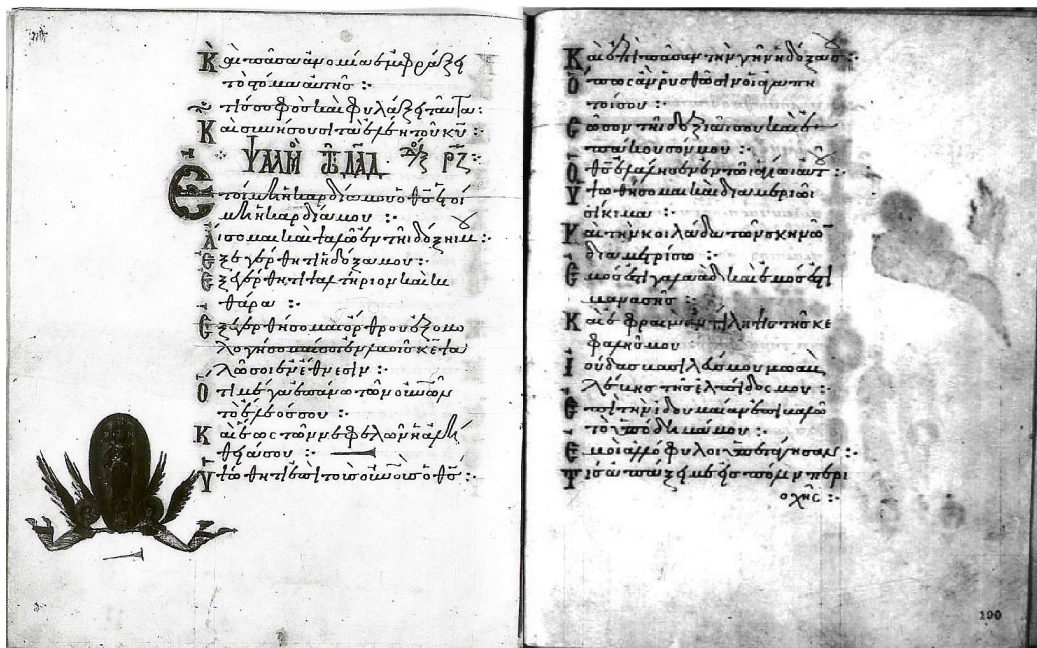 Καὶ πᾶσα ἀνομία ἐμφράξει
τὸ στόμα αὐτῆς :
τίς σοφὸς καὶ φυλάξει ταῦτα :
Καὶ συνήσουσι τὰ ἐλέη τοῦ κυ :-
ΨΑΛΜ ΤΩ ΔΑΔ ΡΖ :-
Ἑτοίμη ἡ καρδία μου ὁ θς ἑτοί
μη ἡ καρδία μου :-
Ἄισομαι καὶ ψαλῶ ἐν τῆι δόξηι μου :-
Ἐξεγέρθητι ἡ δόξα μου :-
Ἐξεγέρθητι ψαλτήριον καὶ κι
θάρα :-
Ἐξεγερθήσομαι ὄρθρου ἐξομο
λογήσομαί σοι ἐν λαοῖς κε ψα
λῶ σοι ἐν ἔθνεσιν :-
Ὅτι μέγα ἐπάνω τῶν οὐνῶν
τὸ ἔλεός σου :-
Καὶ ἕως τῶν νεφελῶν ἡ ἀλή
θειά σου :-
Ὑψώθητι ἐπὶ τοὺς οὐνοὺς ὁ θς :-
Καὶ ἐπὶ πᾶσαν τὴν γῆν ἡ δόξα σου :-
Ὅπως ἂν ῥυσθῶσιν οἱ ἀγαπη
τοί σου :-
Σῶσον τῆι δεξιᾶι σου καὶ ἐ
πάκουσόν μου :-
Ὁ θς ἐλάλησεν ἐν τῶι ἁγίωι αὐτοῦ
Ὑψωθήσομαι καὶ διαμεριῶ
σίκιμα :-
Καὶ τὴν κοιλάδα τῶν σκηνῶν
διαμετρήσω :-
Ἐμός ἐστι γαλαὰδ καὶ ἐμός ἐστι
μανασσῆς :-
Καὶ ἐφραὶμ ἀντίληψις τῆς κε
φαλῆς μου :-
Ἰούδας βασιλεύς μου μωὰβ
λέβης τῆς ἐλπίδος μου :-
Ἐπὶ τὴν ἰδουμαίαν ἐπιβαλῶ
τὸ ὑπόδημά μου :-
Ἐμοὶ ἀλλόφυλοι ὑπετάγησαν :-
Τίς ἀπάξει με εἰς πόλιν περι
οχῆς :-
100